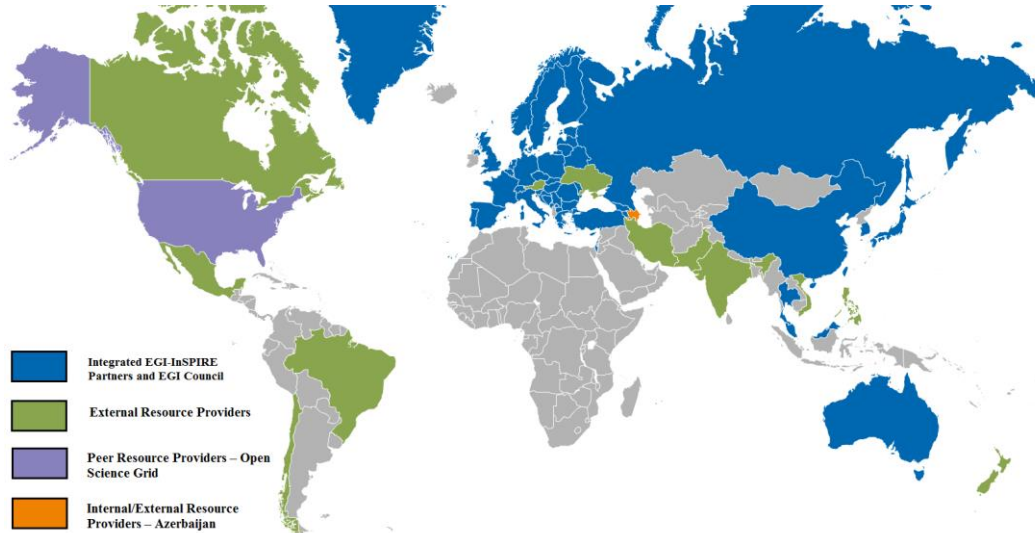 Integrated EGI-InSPIRE
Partners and EGI Council
External Resource Providers
Peer Resource Providers – Open
Science Grid
Internal/External Resource
Providers – Azerbaijan